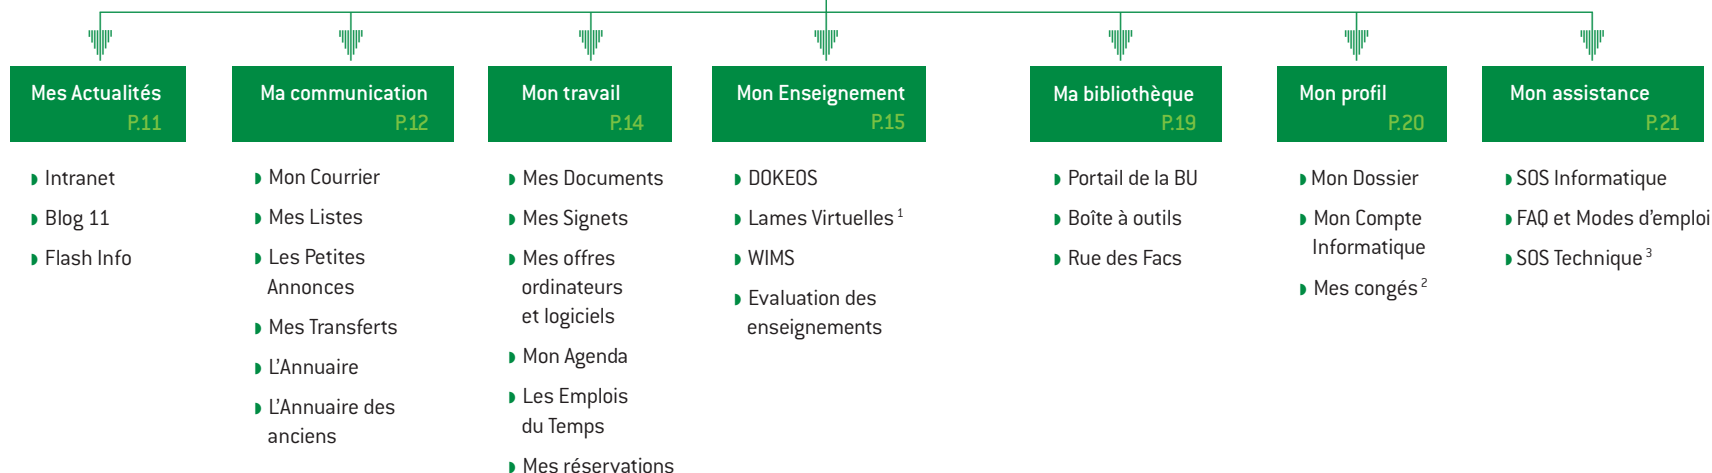 Mes Actualités
P.11
Intranet
Blog 11
Flash Info
Ma communication
P.12
Mon Courrier
Mes Listes
Les Petites
Annonces
Mes Transferts
L'Annuaire
L'Annuaire des
anciens
Mon travail
P.14
Mes Documents
Mes Signets
Mes offres
ordinateurs
et logiciels
Mon Agenda
Les Emplois
du Temps
Mes réservations
Mon Enseignement
P.15
DOKEOS
Lames Virtuelles 1
WIMS
Evaluation des
enseignements
Ma bibliothèque
P.19
Portail de la BU
Boîte à outils
Rue des Facs
Mon profil
P.20
Mon Dossier
Mon Compte
Informatique
Mes congés 2
Mon assistance
P.21
SOS Informatique
FAQ et Modes d'emploi
SOS Technique 3